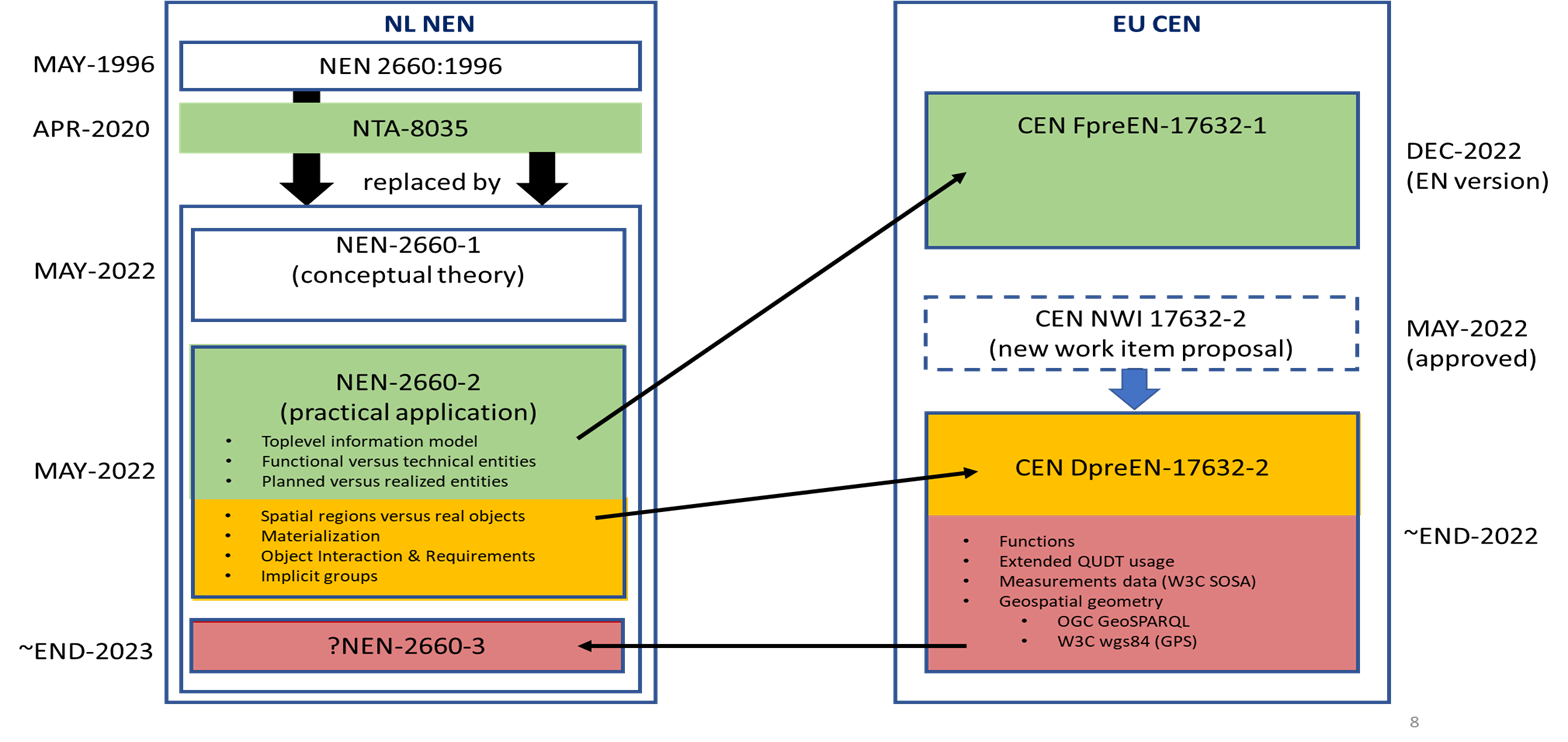 NL NEN
MAY-1996
NEN 2660:1996
APR-2020
NTA-8035
replaced by
MAY-2022
NEN-2660-1
(conceptual theory)
MAY-2022
NEN-2660-2
(practical application)
• Toplevel information model
• Functional versus technical entities
• Planned versus realized entities
• Spatial regions versus real objects
• Materialization
• Object Interaction & Requirements
• Implicit groups
~END-2023
?NEN-2660-3
EU CEN
CEN FpreEN-17632-1
DEC-2022
(EN version)
CEN NWI 17632-2
(new work item proposal)
MAY-2022
(approved)
CEN DpreEN-17632-2
~END-2022
• Functions
• Extended QUDT usage
• Measurements data (W3C SOSA)
• Geospatial geometry
• OGC GeoSPARQL
• W3C wgs84 (GPS)
8